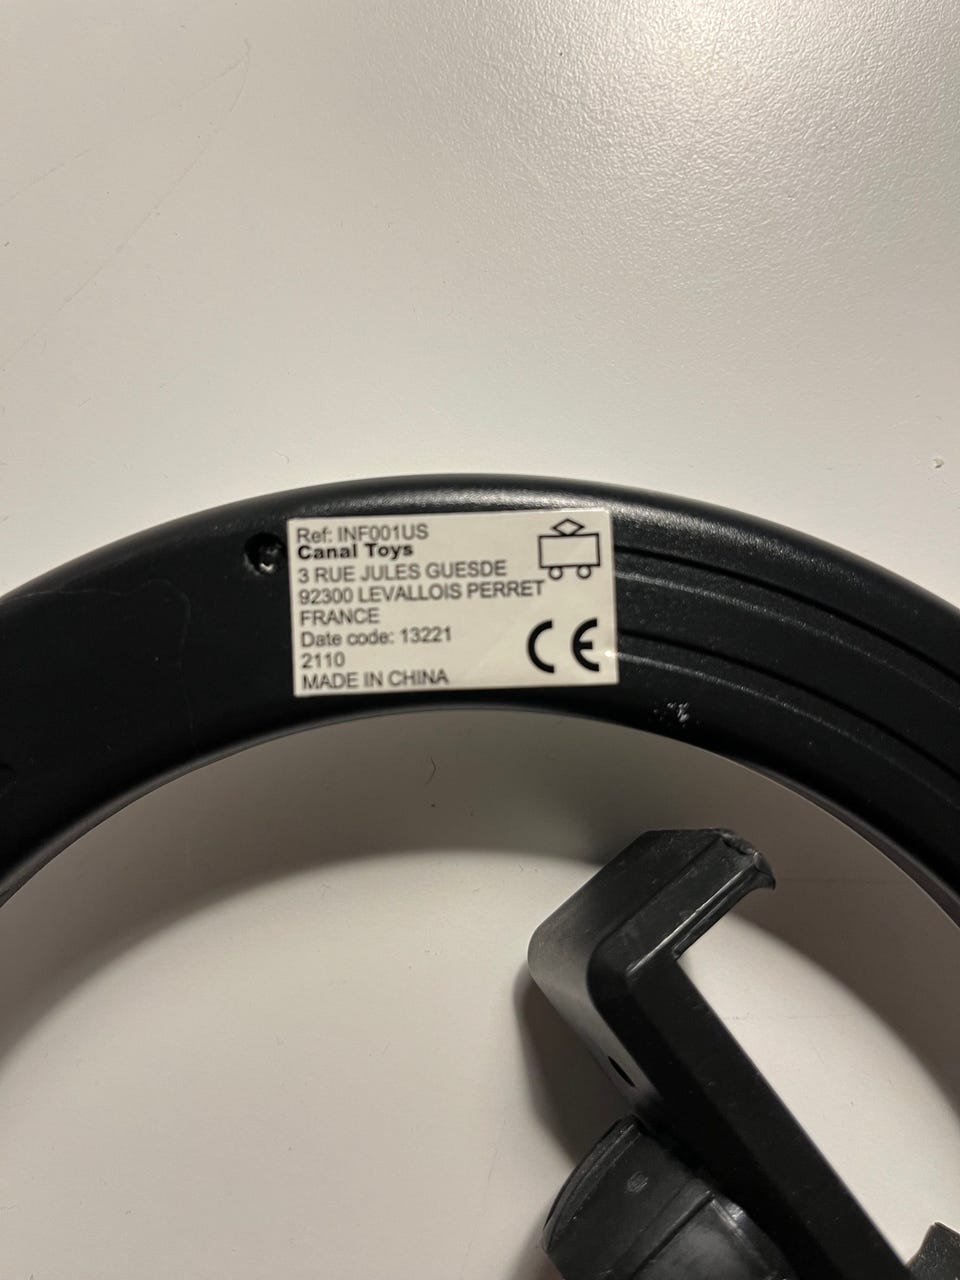 Ref: INF001US
Canal Toys
3 RUE JULES GUESDE
92300 LEVALLOIS PERRET
FRANCE
Date code: 13221
2110
MADE IN CHINA
CE